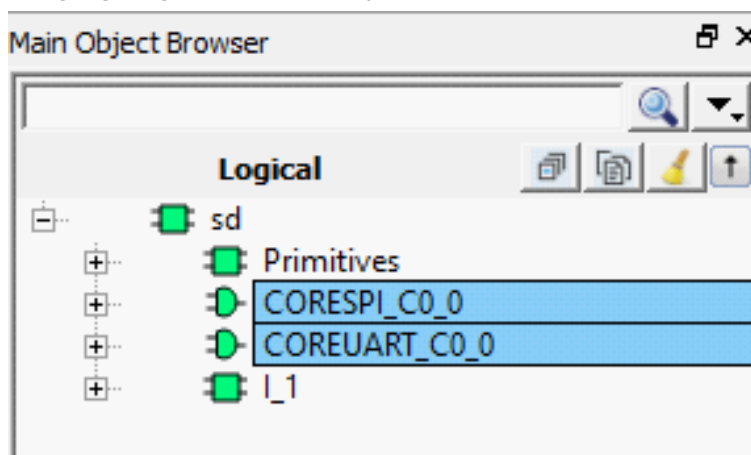 Main Object Browser
Logical
sd
Primitives
CORESPI_C0_0
COREUART_C0_0
I_1